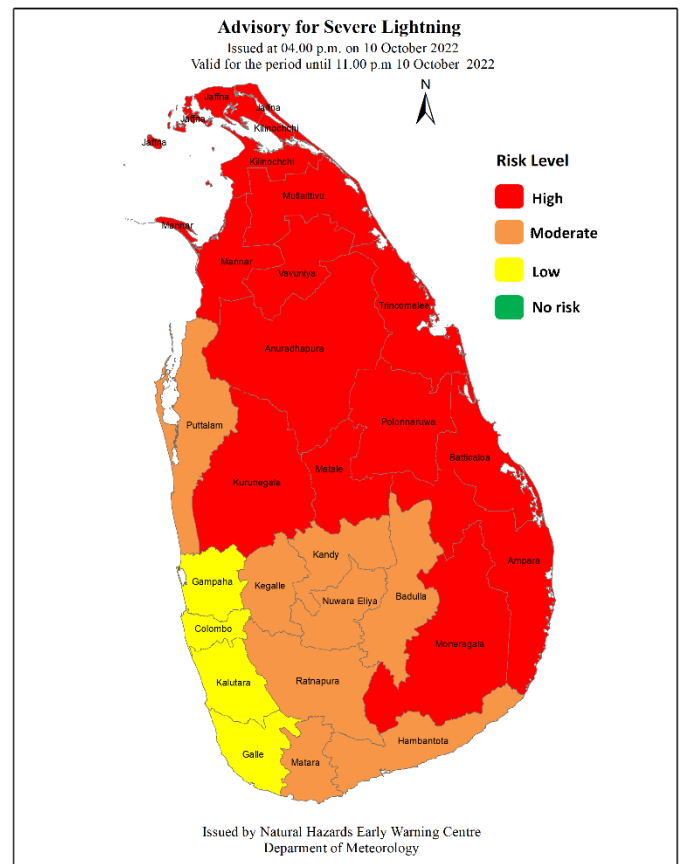 Advisory for Severe Lightning
Issued at 04.00 p.m. on 10 October 2022
Valid for the period until 11.00 p.m 10 October 2022
N
Jaffna
Jaffna
Jaffna
Kilinochchi
Jaffna
Kilinochchi
Risk Level
High
Moderate
Low
No risk
Mullaitivu
Mannar
Mannar
Vavuniya
Trincomalee
Anuradhapura
Puttalam
Polonnaruwa
Batticaloa
Matale
Kurunegala
Kandy
Ampara
Gampaha
Kegalle
Nuwara Eliya
Badulla
Colombo
Moneragala
Kalutara
Ratnapura
Hambantota
Galle
Matara
Issued by Natural Hazards Early Warning Centre
Deparment of Meteorology